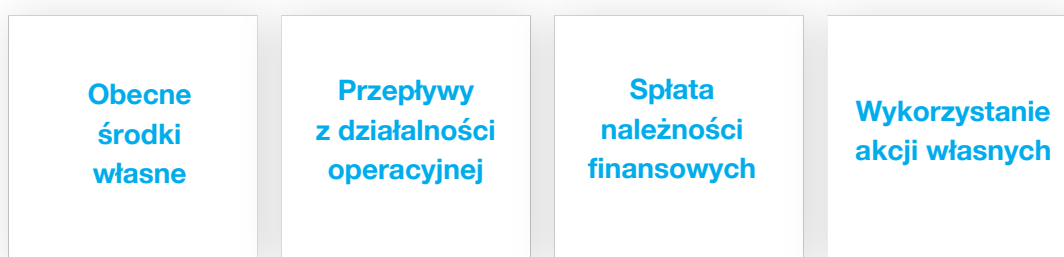 Obecne
środki
własne
Przepływy
z działalności
operacyjnej
Spłata
należności
finansowych
Wykorzystanie
akcji własnych